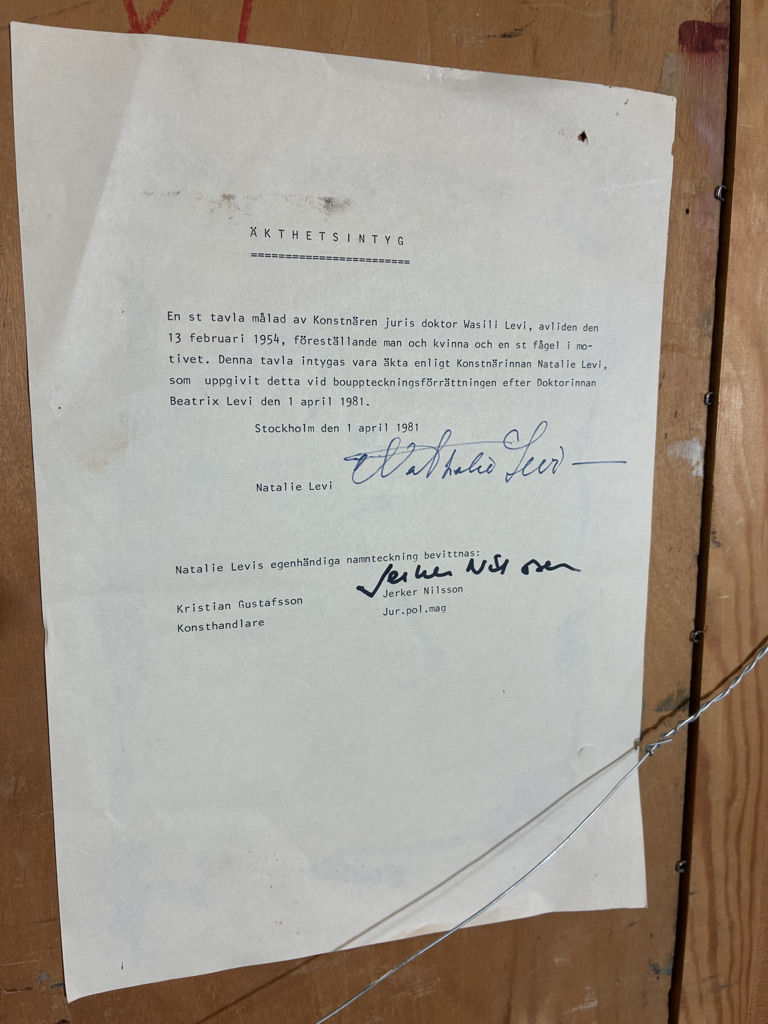 ÄKTHETSINTYG
=======================
En st tavla målad av Konstnären juris doktor Wasili Levi, avliden den
13 februari 1954, föreställande man och kvinna och en st fågel i mo-
tivet. Denna tavla intygas vara äkta enligt Konstnärinnan Natalie Levi,
som uppgivit detta vid bouppteckningsförrättningen efter Doktorinnan
Beatrix Levi den 1 april 1981.
Stockholm den 1 april 1981
Nathalie Levi
Natalie Levi
Natalie Levis egenhändiga namnteckning bevittnas:
Jerker Nilsson
Kristian Gustafsson Jerker Nilsson
Konsthandlare Jur.pol.mag